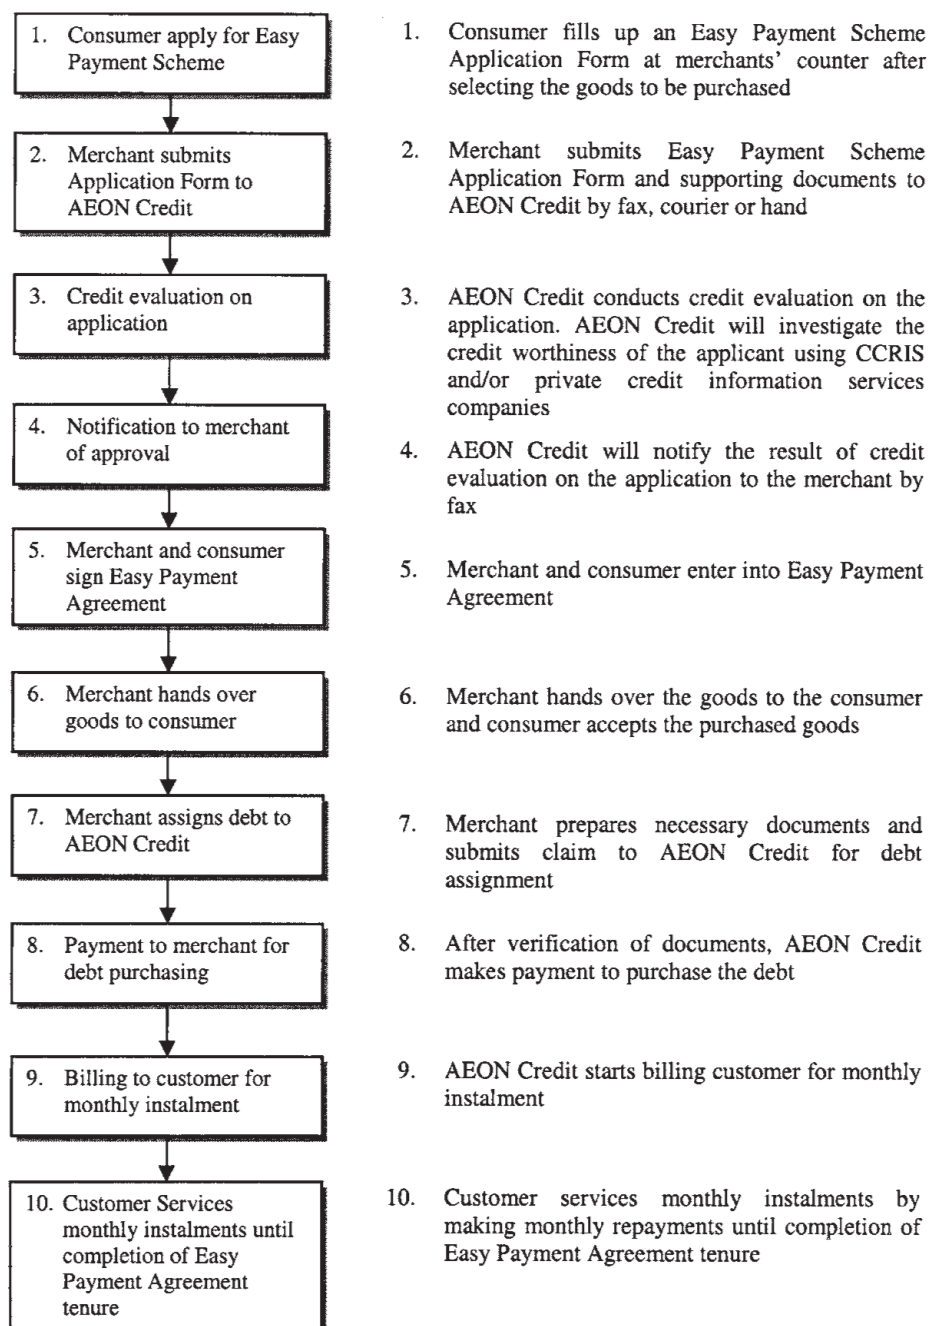 1. Consumer apply for Easy
Payment Scheme
1. Consumer fills up an Easy Payment Scheme
Application Form at merchants' counter after
selecting the goods to be purchased
2. Merchant submits
Application Form to
AEON Credit
2. Merchant submits Easy Payment Scheme
Application Form and supporting documents to
AEON Credit by fax, courier or hand
3. Credit evaluation on
application
3. AEON Credit conducts credit evaluation on the
application. AEON Credit will investigate the
credit worthiness of the applicant using CCRIS
and/or private credit information services
companies
4. Notification to merchant
of approval
4. AEON Credit will notify the result of credit
evaluation on the application to the merchant by
fax
5. Merchant and consumer
sign Easy Payment
Agreement
5. Merchant and consumer enter into Easy Payment
Agreement
6. Merchant hands over
goods to consumer
6. Merchant hands over the goods to the consumer
and consumer accepts the purchased goods
7. Merchant assigns debt to
AEON Credit
7. Merchant prepares necessary documents and
submits claim to AEON Credit for debt
assignment
8. Payment to merchant for
debt purchasing
8. After verification of documents, AEON Credit
makes payment to purchase the debt
9. Billing to customer for
monthly instalment
9. AEON Credit starts billing customer for monthly
instalment
10. Customer Services
monthly instalments until
completion of Easy
Payment Agreement
tenure
10. Customer services monthly instalments by
making monthly repayments until completion of
Easy Payment Agreement tenure